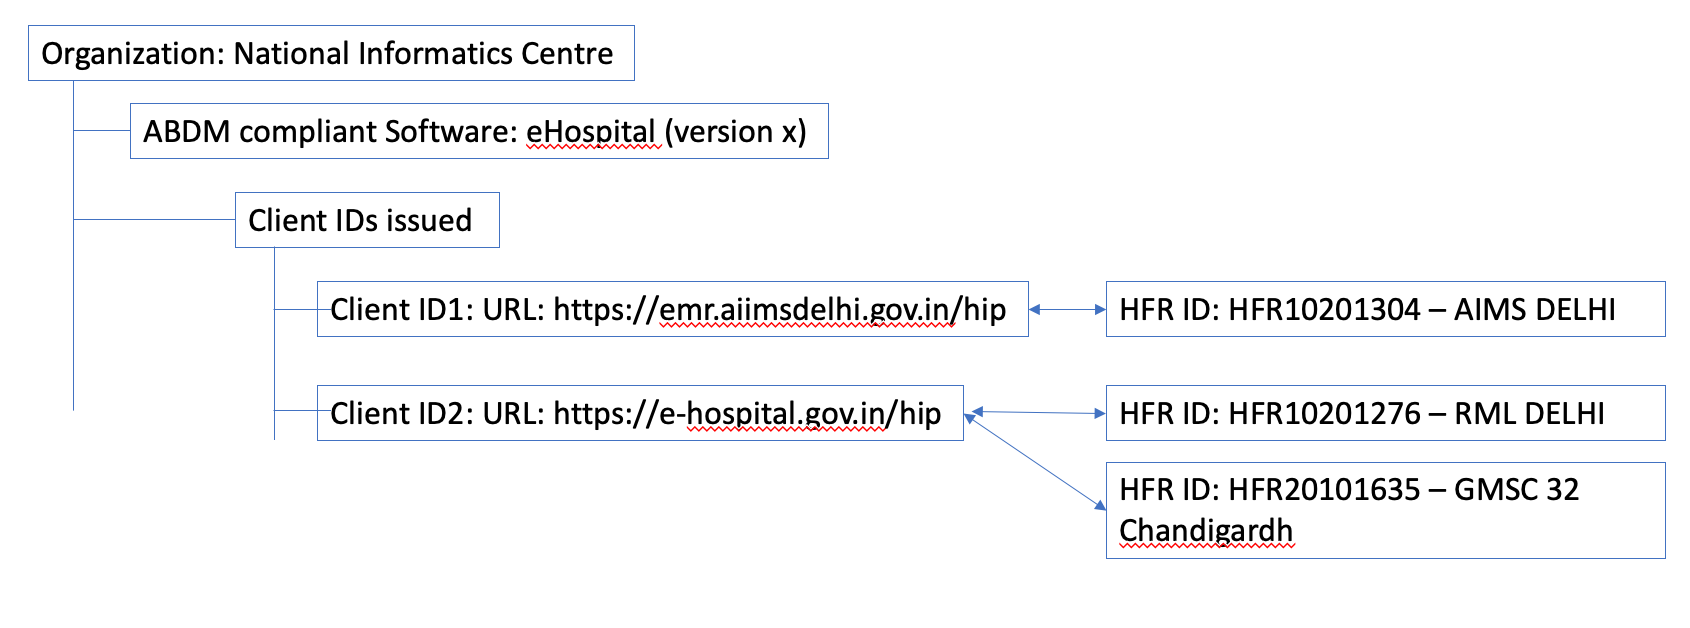 Organization: National Informatics Centre
ABDM compliant Software: eHospital (version x)
Client IDs issued
Client ID1: URL: https://emr.aiimsdelhi.gov.in/hip
HFR ID: HFR10201304 – AIMS DELHI
Client ID2: URL: https://e-hospital.gov.in/hip
HFR ID: HFR10201276 – RML DELHI
HFR ID: HFR20101635 – GMSC 32
Chandigardh